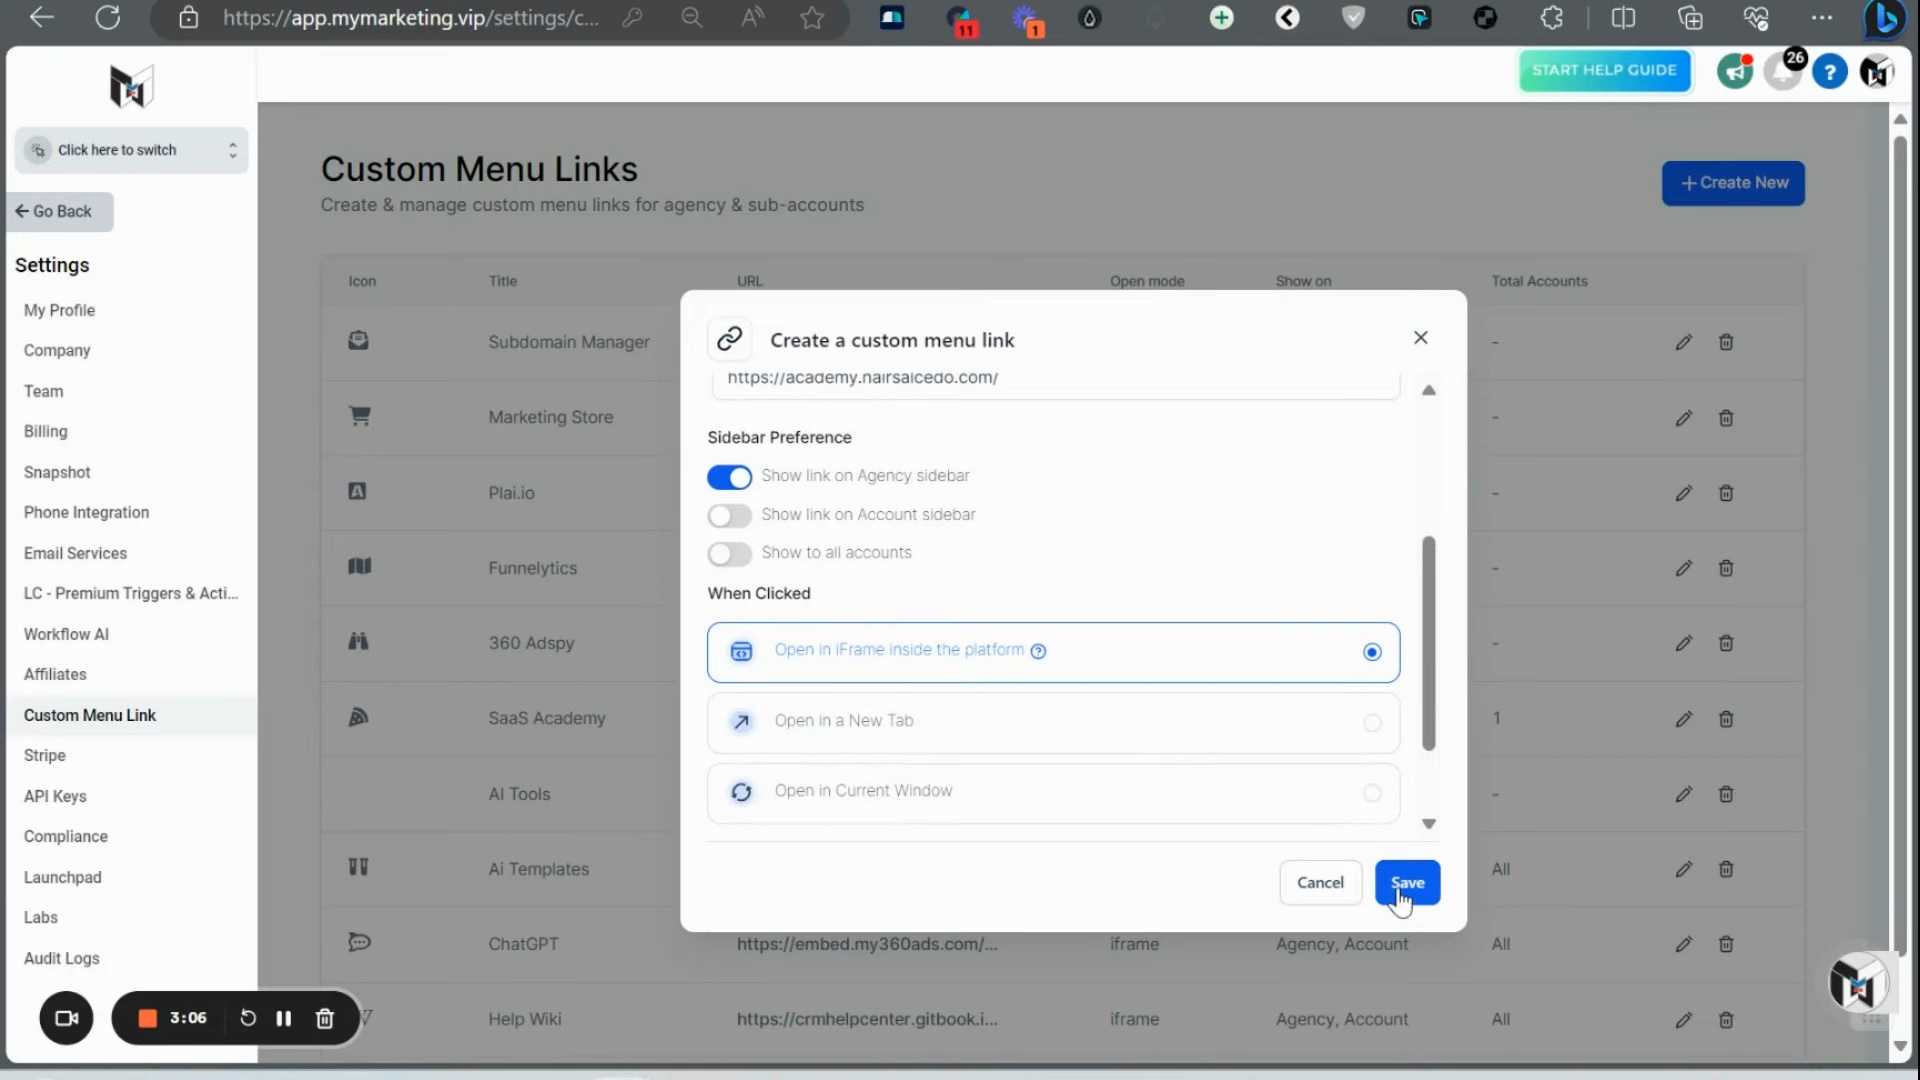 https://app.mymarketing.vip/settings/c...
11
1
START HELP GUIDE
26
?
Click here to switch
Go Back
Settings
My Profile
Company
Team
Billing
Snapshot
Phone Integration
Email Services
LC - Premium Triggers & Acti...
Workflow AI
Affiliates
Custom Menu Link
Stripe
API Keys
Compliance
Launchpad
Labs
Audit Logs
3:06
Custom Menu Links
Create & manage custom menu links for agency & sub-accounts
+ Create New
Icon Title URL Open mode Show on Total Accounts
Subdomain Manager -
Marketing Store -
Plai.io -
Funnelytics -
360 Adspy -
SaaS Academy 1
AI Tools -
Ai Templates All
ChatGPT https://embed.my360ads.com/... iframe Agency, Account All
Help Wiki https://crmhelpcenter.gitbook.i... iframe Agency, Account All
Create a custom menu link
https://academy.nairsalcedo.com/
Sidebar Preference
Show link on Agency sidebar
Show link on Account sidebar
Show to all accounts
When Clicked
Open in iFrame inside the platform ?
Open in a New Tab
Open in Current Window
Cancel
Save